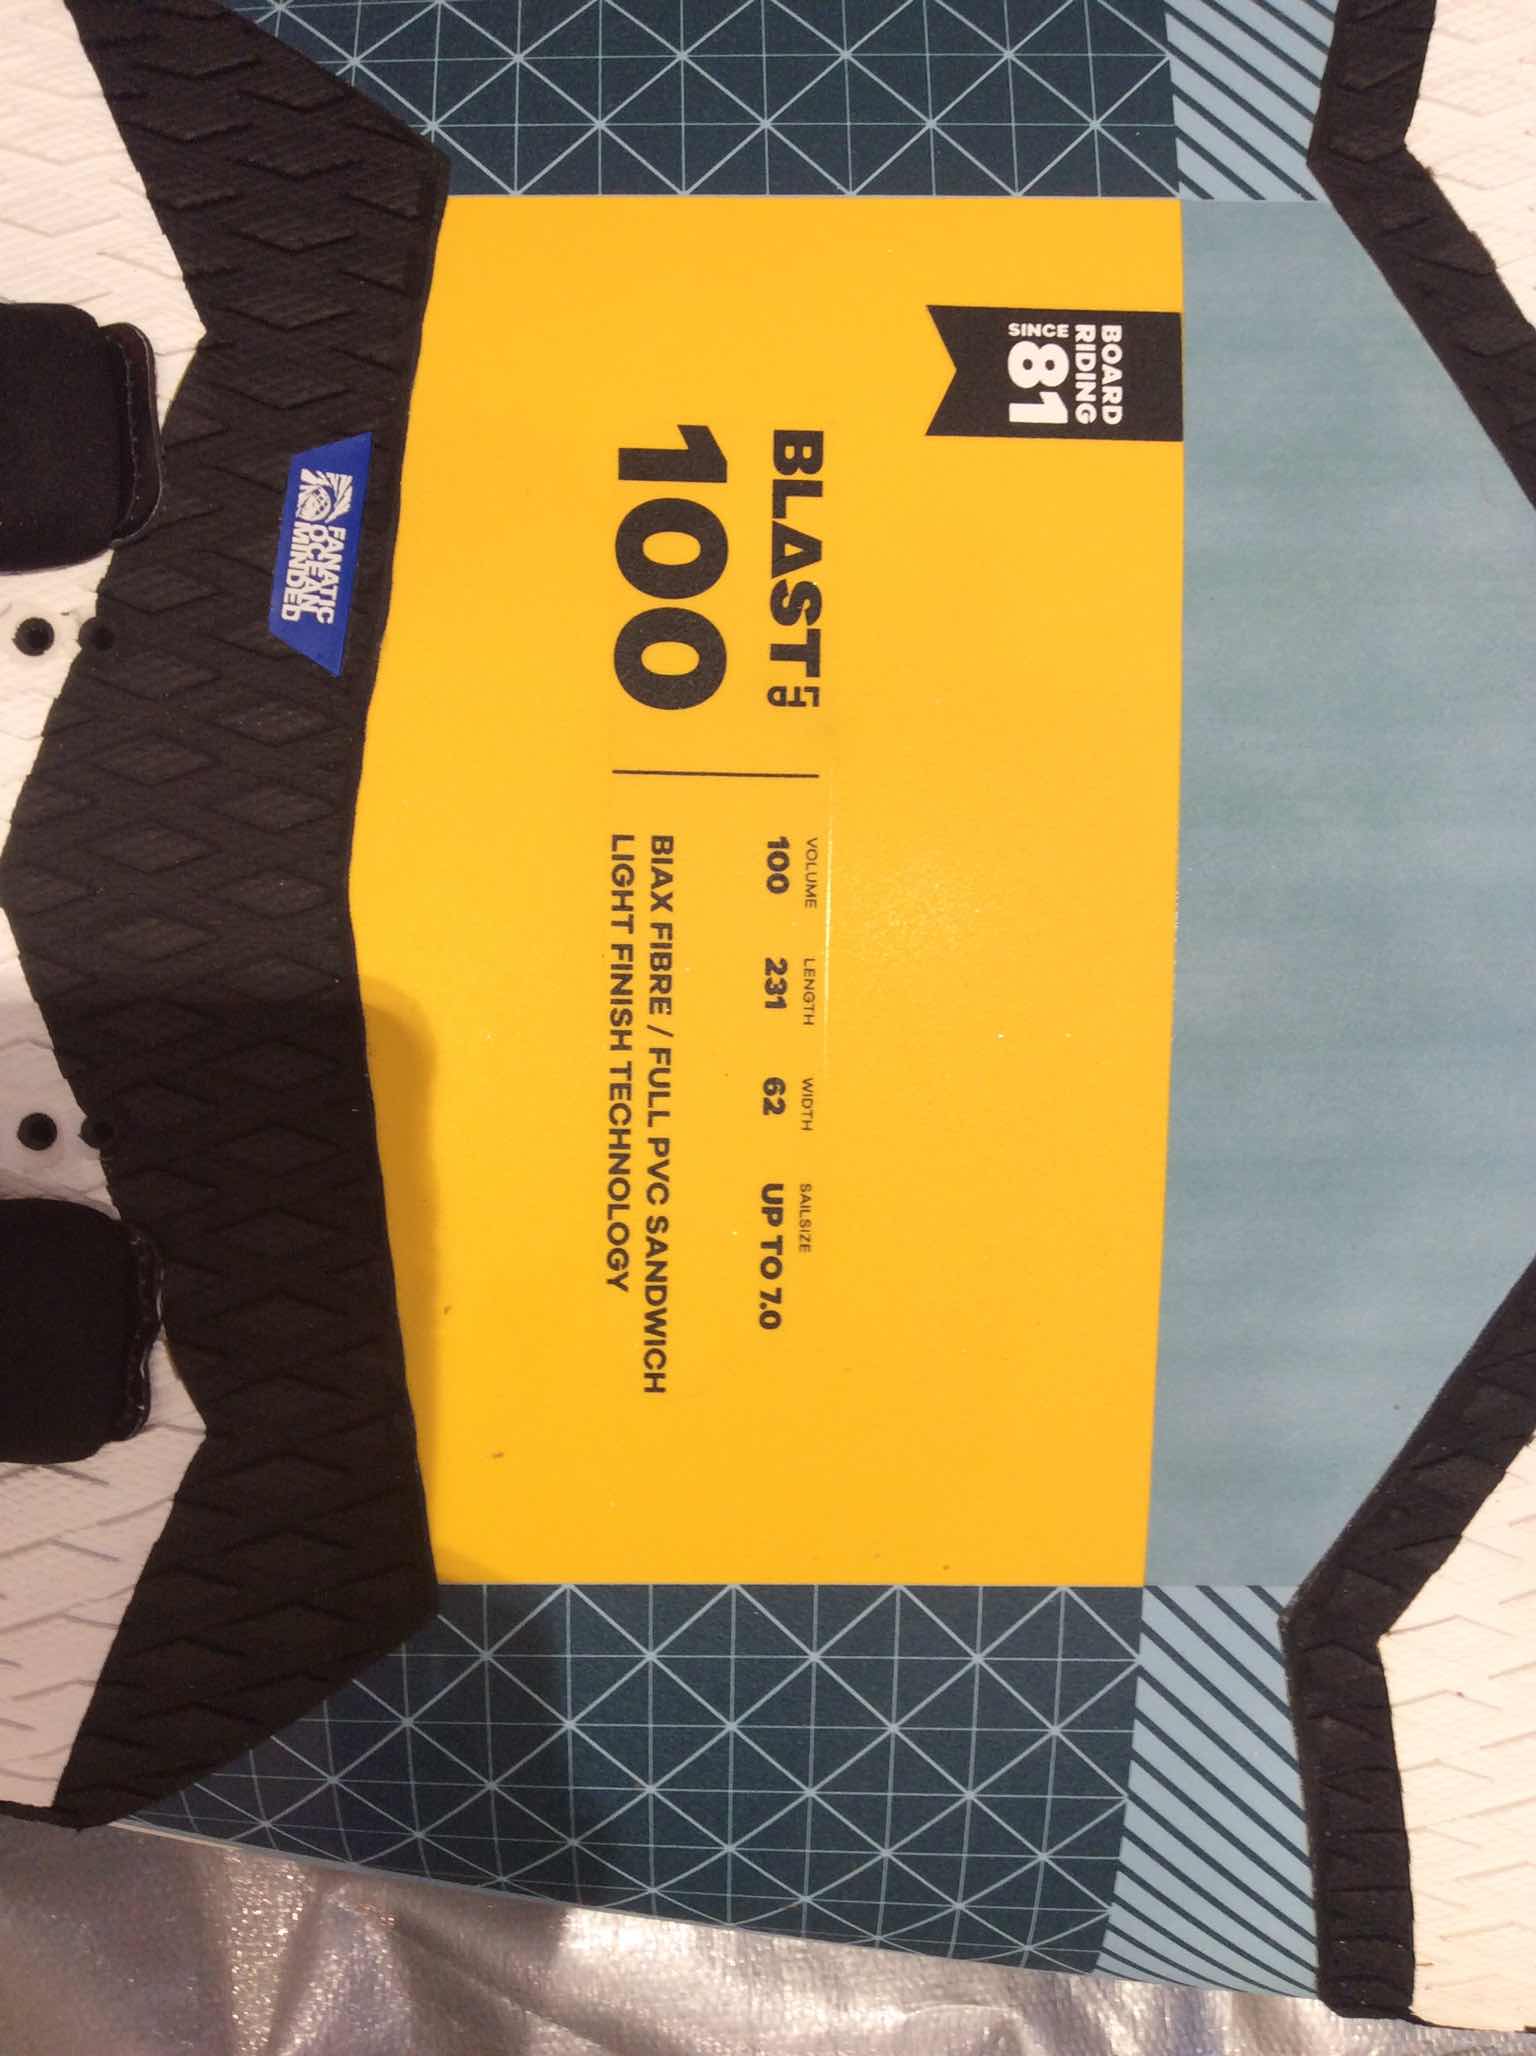 BOARD
RIDING
SINCE
81
BLAST
100
VOLUME LENGTH WIDTH SAILSIZE
100 231 62 UP TO 7.0
BIAX FIBRE / FULL PVC SANDWICH
LIGHT FINISH TECHNOLOGY
FANATIC
OCEAN
MINDED